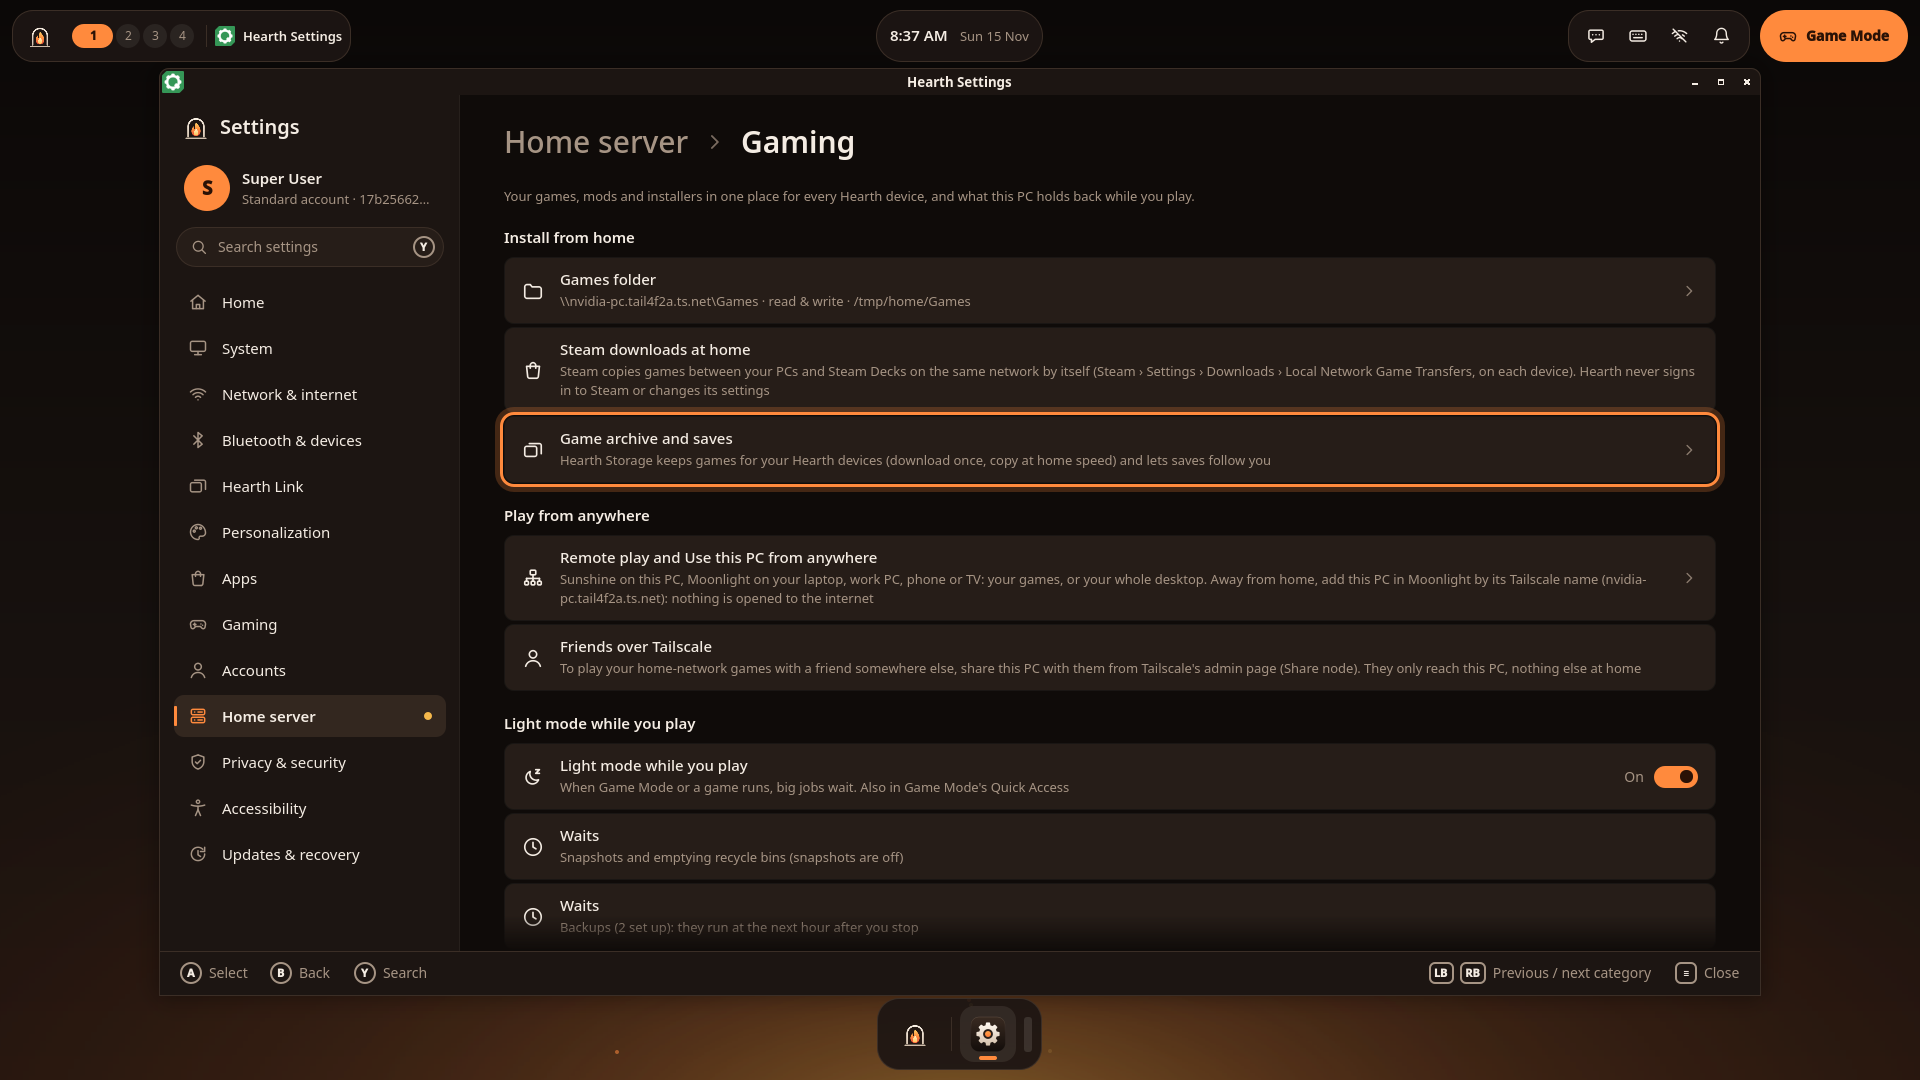 1 2 3 4 Hearth Settings
8:37 AM Sun 15 Nov
Game Mode
Hearth Settings
Settings
S
Super User
Standard account · 17b25662...
Search settings Y
Home
System
Network & internet
Bluetooth & devices
Hearth Link
Personalization
Apps
Gaming
Accounts
Home server
Privacy & security
Accessibility
Updates & recovery
Home server › Gaming
Your games, mods and installers in one place for every Hearth device, and what this PC holds back while you play.
Install from home
Games folder
\\nvidia-pc.tail4f2a.ts.net\Games · read & write · /tmp/home/Games
Steam downloads at home
Steam copies games between your PCs and Steam Decks on the same network by itself (Steam › Settings › Downloads › Local Network Game Transfers, on each device). Hearth never signs
in to Steam or changes its settings
Game archive and saves
Hearth Storage keeps games for your Hearth devices (download once, copy at home speed) and lets saves follow you
Play from anywhere
Remote play and Use this PC from anywhere
Sunshine on this PC, Moonlight on your laptop, work PC, phone or TV: your games, or your whole desktop. Away from home, add this PC in Moonlight by its Tailscale name (nvidia-
pc.tail4f2a.ts.net): nothing is opened to the internet
Friends over Tailscale
To play your home-network games with a friend somewhere else, share this PC with them from Tailscale's admin page (Share node). They only reach this PC, nothing else at home
Light mode while you play
Light mode while you play
When Game Mode or a game runs, big jobs wait. Also in Game Mode's Quick Access
On
Waits
Snapshots and emptying recycle bins (snapshots are off)
Waits
Backups (2 set up): they run at the next hour after you stop
A Select B Back Y Search
LB RB Previous / next category ≡ Close